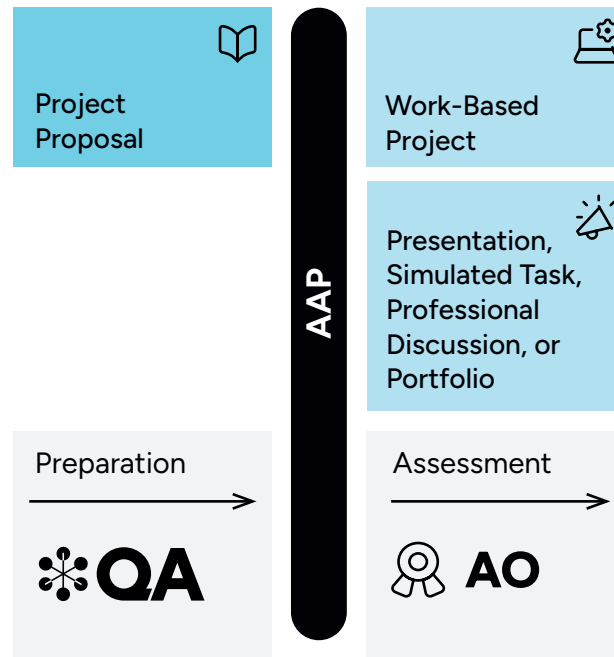 Project
Proposal
AAP
Work-Based
Project
Presentation,
Simulated Task,
Professional
Discussion, or
Portfolio
Preparation
QA
Assessment
AO